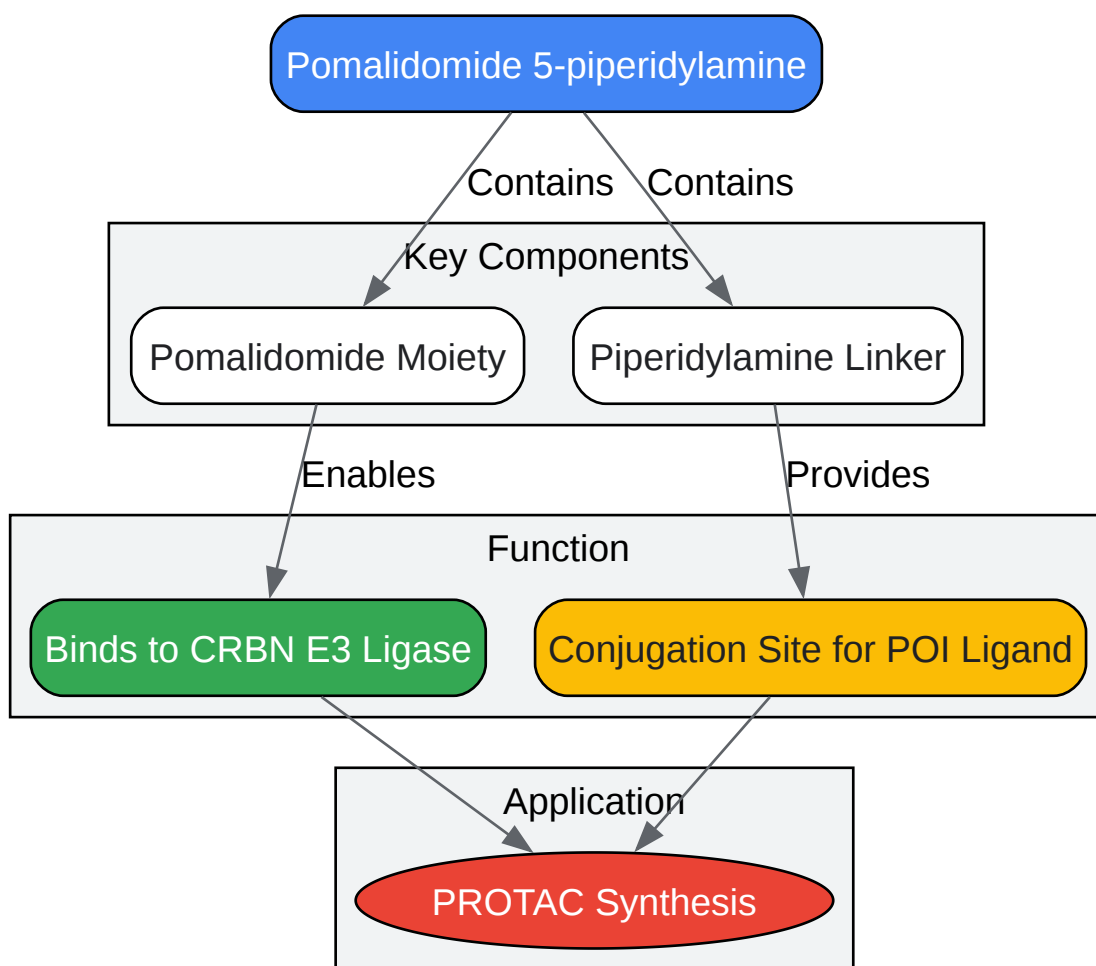 Pomalidomide 5-piperidylamine
Contains
Contains
Key Components
Pomalidomide Moiety
Piperidylamine Linker
Enables
Provides
Function
Binds to CRBN E3 Ligase
Conjugation Site for POI Ligand
Application
PROTAC Synthesis